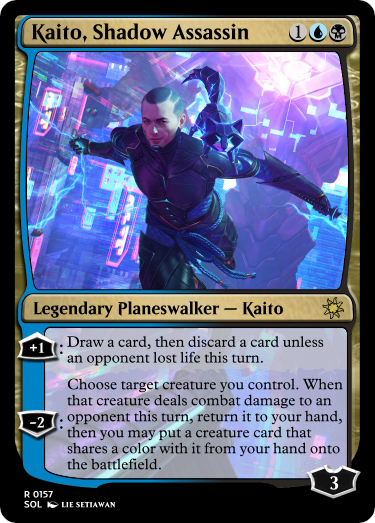 Kaito, Shadow Assassin 1
Legendary Planeswalker — Kaito
+1: Draw a card, then discard a card unless
an opponent lost life this turn.
Choose target creature you control. When
that creature deals combat damage to an
-2: opponent this turn, return it to your hand,
then you may put a creature card that
shares a color with it from your hand onto
the battlefield.
3
R 0157
SOL LIE SETIAWAN